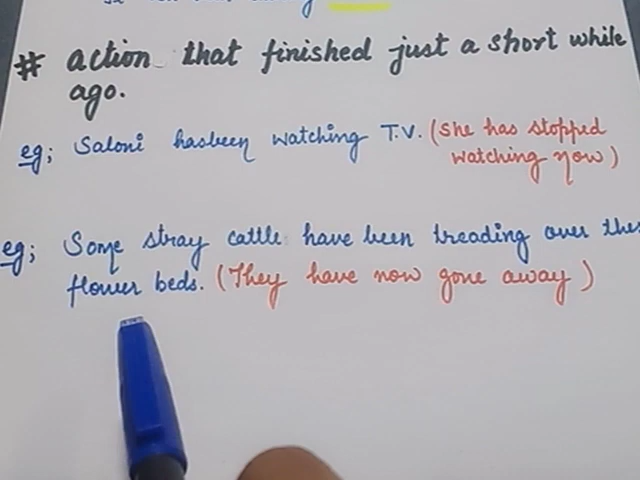 # action that finished just a short while
ago.
eg; Saloni hasbeen watching T.V. (She has stopped
watching now)
eg; Some stray cattle have been treading over the
flower beds. (They have now gone away)